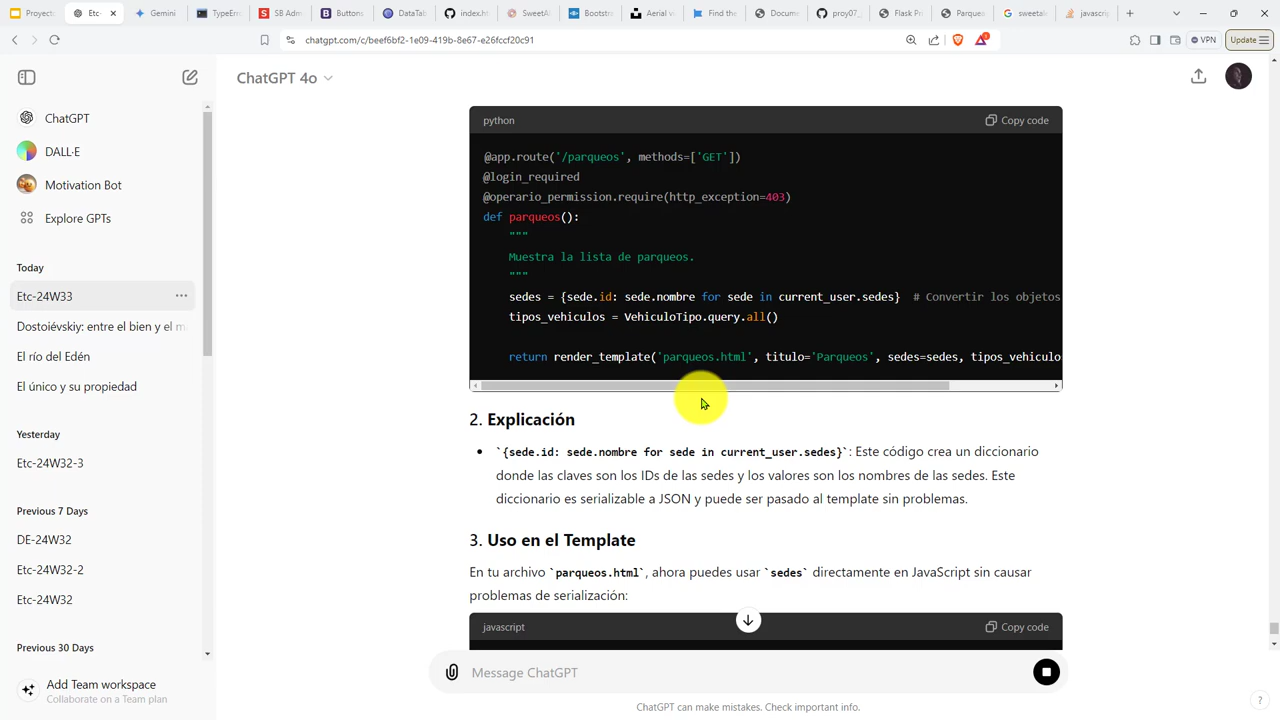 Proyecto
Etc
Gemini
TypeErro
SB Adm
Buttons
DataTab
index.ht
SweetAl
Bootstra
Aerial v
Find tho
Docume
proy07_
Flask Pr
Parquea
sweetale
javascrip
chatgpt.com/c/beef6bf2-1e09-419b-8e67-e26fccf20c91
VPN
Update
ChatGPT 4o
ChatGPT
DALL·E
Motivation Bot
Explore GPTs
Today
Etc-24W33
Dostoiévskiy: entre el bien y el m
El río del Edén
El único y su propiedad
Yesterday
Etc-24W32-3
Previous 7 Days
DE-24W32
Etc-24W32-2
Etc-24W32
Previous 30 Days
Add Team workspace
Collaborate on a Team plan
python
Copy code
@app.route('/parqueos', methods=['GET'])
@login_required
@operario_permission.require(http_exception=403)
def parqueos():
"""
Muestra la lista de parqueos.
"""
sedes = {sede.id: sede.nombre for sede in current_user.sedes}  # Convertir los objetos
tipos_vehiculos = VehiculoTipo.query.all()
return render_template('parqueos.html', titulo='Parqueos', sedes=sedes, tipos_vehiculo
2. Explicación
• `{sede.id: sede.nombre for sede in current_user.sedes}`: Este código crea un diccionario
donde las claves son los IDs de las sedes y los valores son los nombres de las sedes. Este
diccionario es serializable a JSON y puede ser pasado al template sin problemas.
3. Uso en el Template
En tu archivo `parqueos.html`, ahora puedes usar `sedes` directamente en JavaScript sin causar
problemas de serialización:
javascript
Copy code
Message ChatGPT
ChatGPT can make mistakes. Check important info.
?